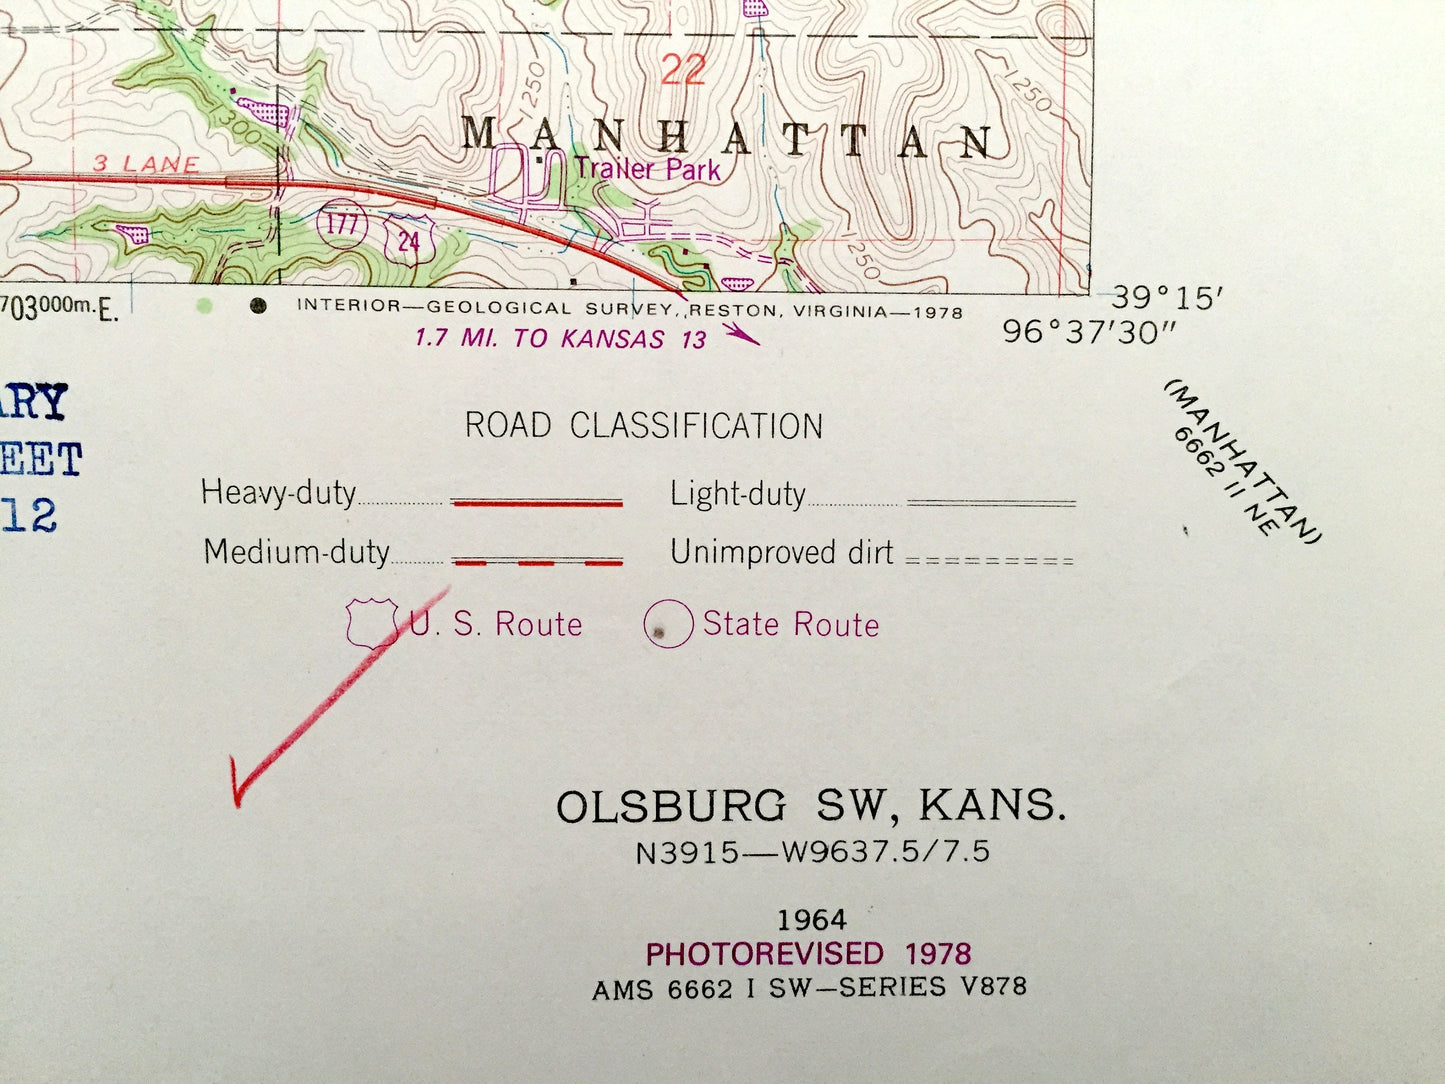 22
1250
1250
1300
MANHATTAN
3 LANE
Trailer Park
177
24
1250
703000m.E.
INTERIOR—GEOLOGICAL SURVEY, RESTON, VIRGINIA—1978
39°15′
1.7 MI. TO KANSAS 13
96°37′30″
(MANHATTAN)
6662 II NE
ARY
EET
12
ROAD CLASSIFICATION
Heavy-duty
Light-duty
Medium-duty
Unimproved dirt
U. S. Route
State Route
OLSBURG SW, KANS.
N3915—W9637.5/7.5
1964
PHOTOREVISED 1978
AMS 6662 I SW—SERIES V878